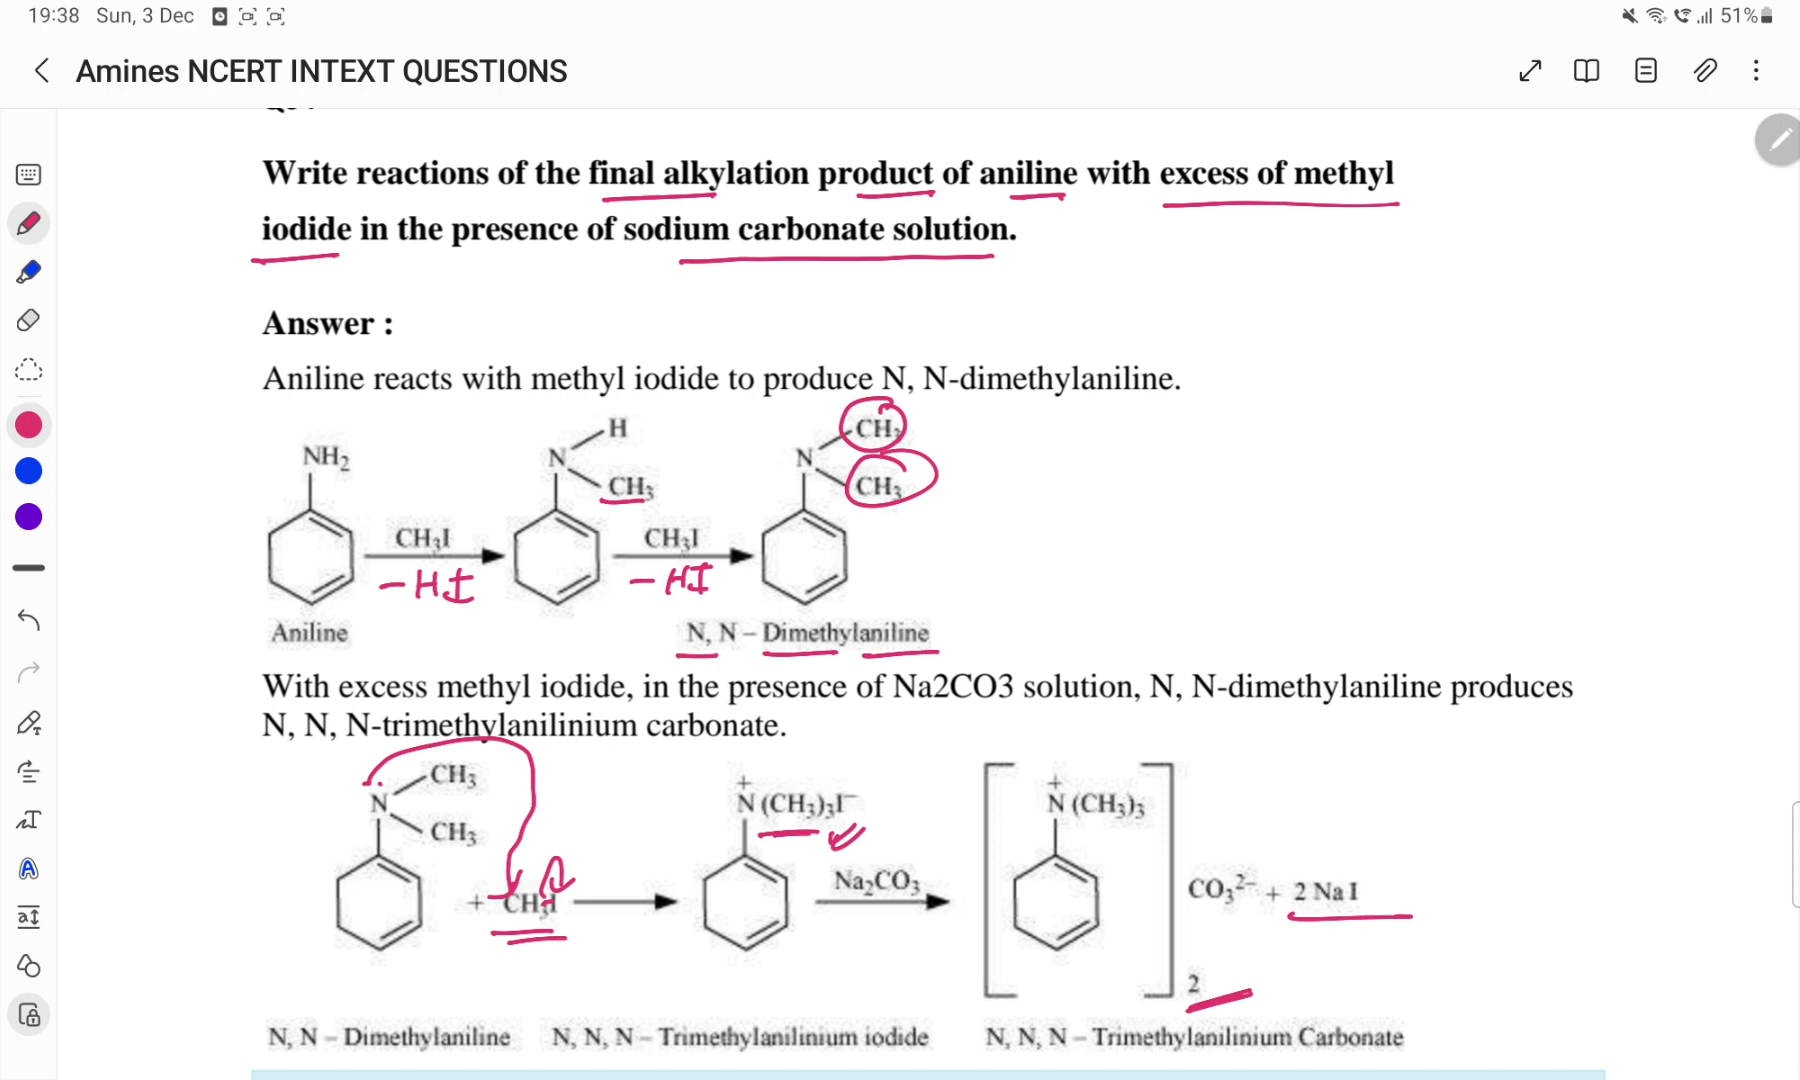 19:38 Sun, 3 Dec 51%
Amines NCERT INTEXT QUESTIONS
Write reactions of the final alkylation product of aniline with excess of methyl
iodide in the presence of sodium carbonate solution.
Answer :
Aniline reacts with methyl iodide to produce N, N-dimethylaniline.
NH₂
H
N
CH₃
N
CH₃
CH₃
CH₃I
CH₃I
-HI
-HI
Aniline
N, N – Dimethylaniline
With excess methyl iodide, in the presence of Na2CO3 solution, N, N-dimethylaniline produces
N, N, N-trimethylanilinium carbonate.
CH₃
N
CH₃
+ CH₃I
+
N (CH₃)₃I⁻
Na₂CO₃
+
N (CH₃)₃
CO₃²⁻ + 2 Na I
2
N, N – Dimethylaniline
N, N, N – Trimethylanilinium iodide
N, N, N – Trimethylanilinium Carbonate